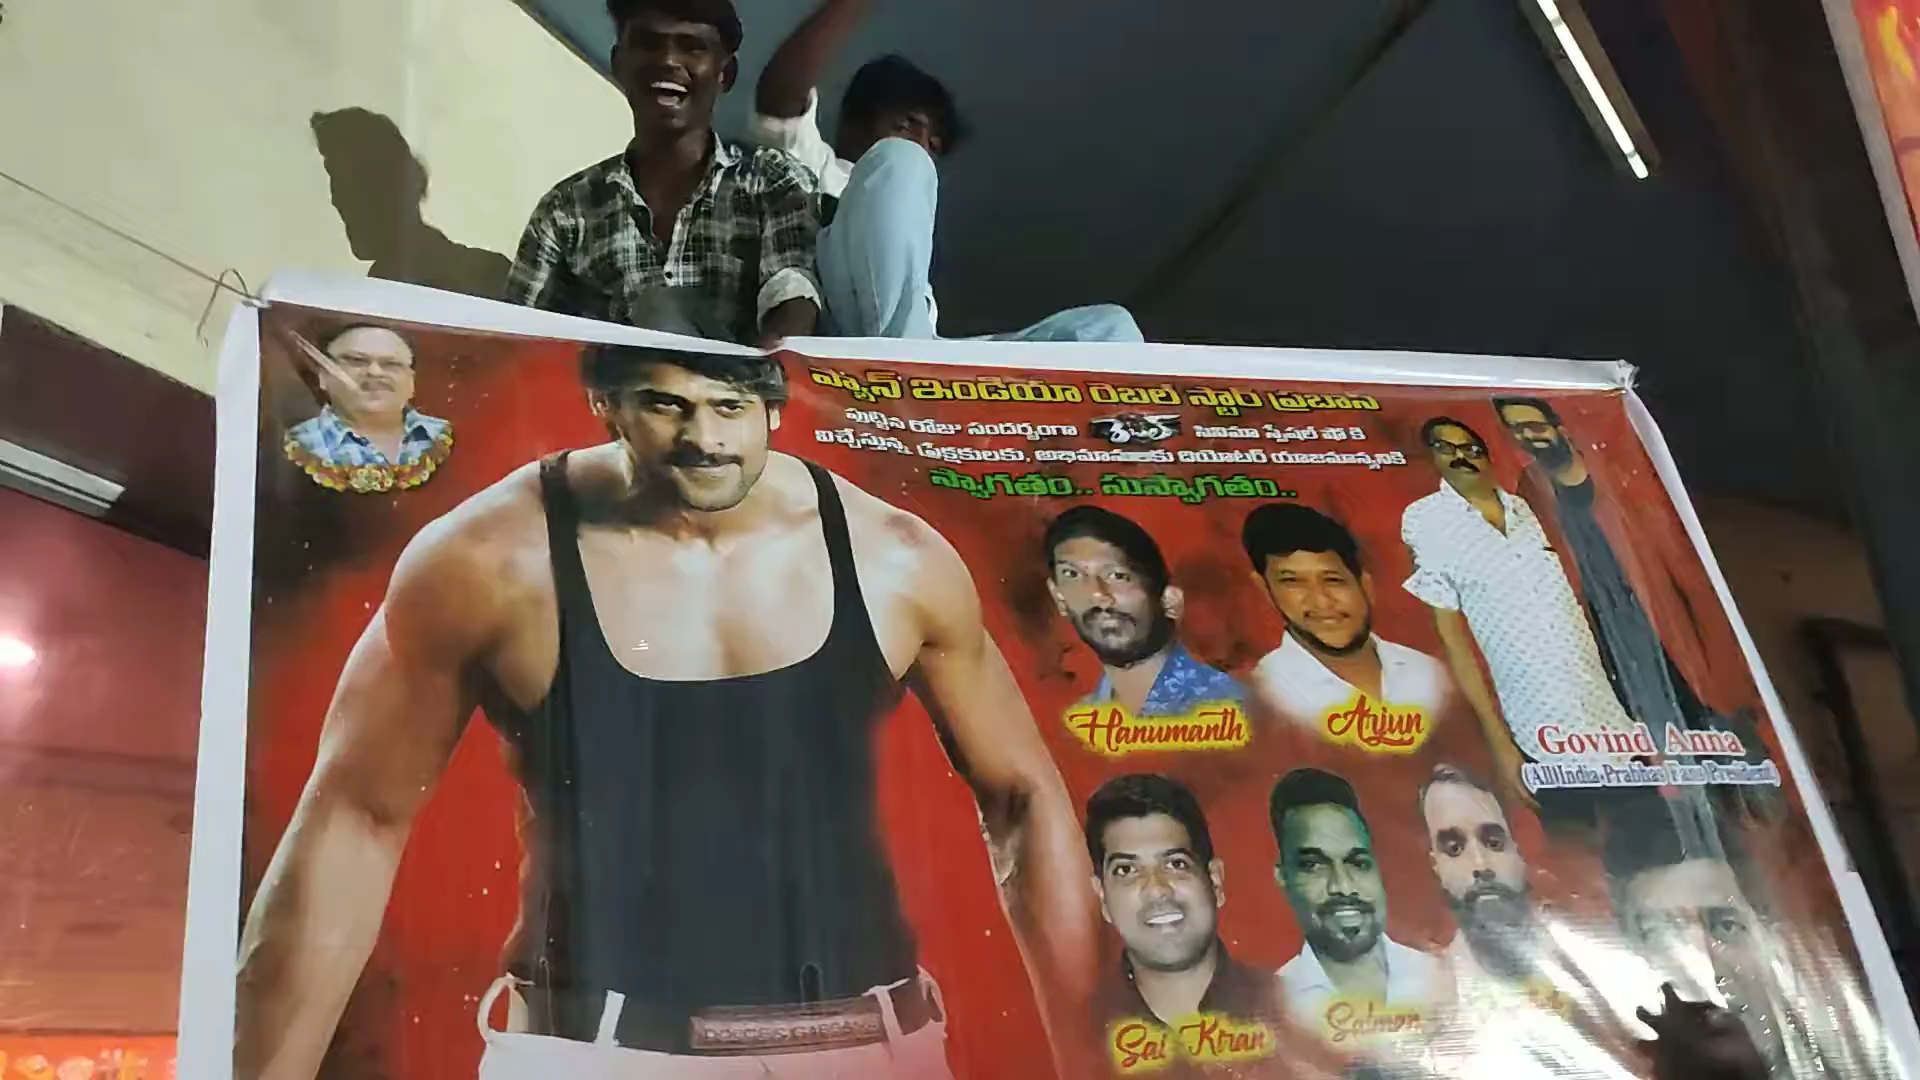 ప్యాన్ ఇండియా రెబల్ స్టార్ ప్రభాస్
పుట్టిన రోజు సందర్భంగా రెబల్ సినిమా స్పేషల్ షో కి
విచ్చేస్తున్న ప్రేక్షకులకు, అభిమానులకు థియేటర్ యాజమాన్యానికి
స్వాగతం.. సుస్వాగతం..
Hanumanth
Arjun
Govind Anna
(All India Prabhas Fans President)
Sai Kiran
Salman
DOLCE & GABBANA